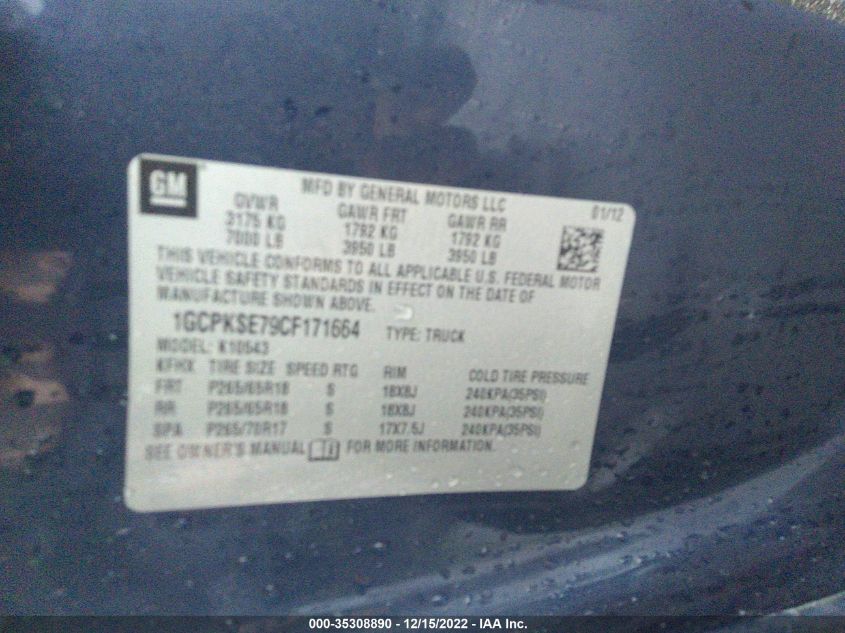 GM
MFD BY GENERAL MOTORS LLC
01/12
GVWR GAWR FRT GAWR RR
3175 KG 1792 KG 1792 KG
7000 LB 3950 LB 3950 LB
THIS VEHICLE CONFORMS TO ALL APPLICABLE U.S. FEDERAL MOTOR
VEHICLE SAFETY STANDARDS IN EFFECT ON THE DATE OF
MANUFACTURE SHOWN ABOVE.
1GCPKSE79CF171664 TYPE: TRUCK
MODEL: K10543
KFHX TIRE SIZE SPEED RTG RIM COLD TIRE PRESSURE
FRT P265/65R18 S 18X8J 240KPA(35PSI)
RR P265/65R18 S 18X8J 240KPA(35PSI)
SPA P265/70R17 S 17X7.5J 240KPA(35PSI)
SEE OWNER'S MANUAL FOR MORE INFORMATION.
000-35308890 - 12/15/2022 - IAA Inc.